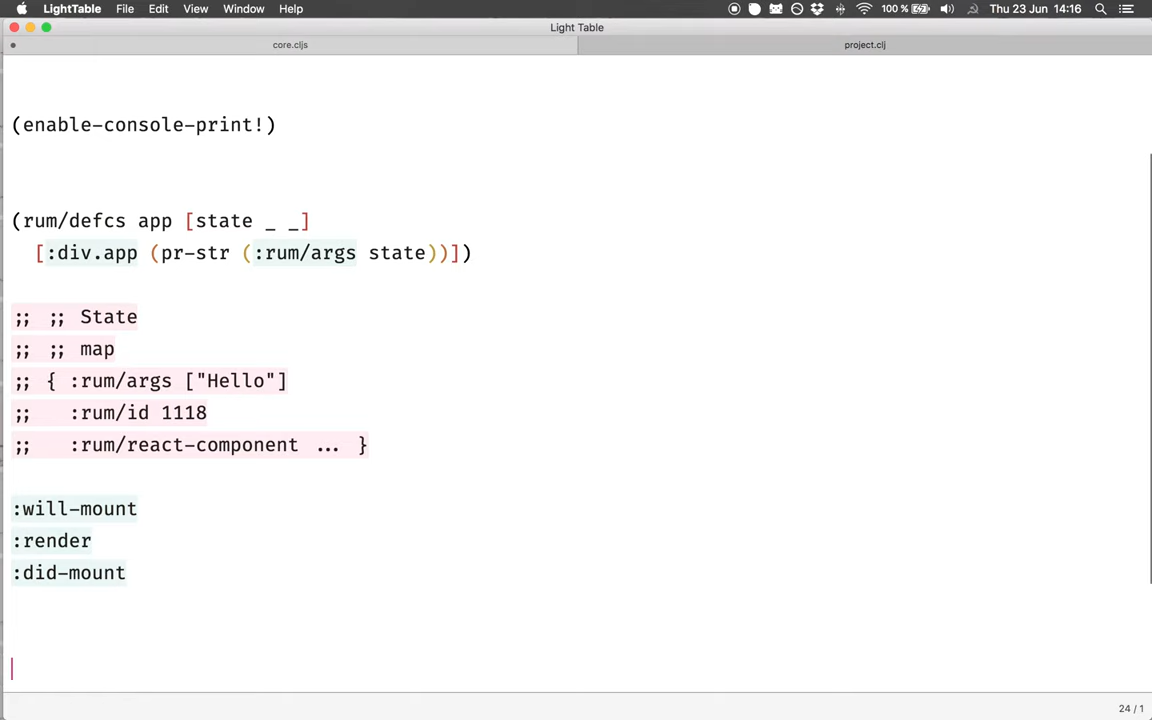 LightTable File Edit View Window Help 100 % Thu 23 Jun 14:16
Light Table
core.cljs project.clj
(enable-console-print!)
(rum/defcs app [state _ _]
[:div.app (pr-str (:rum/args state))])
;; ;; State
;; ;; map
;; { :rum/args ["Hello"]
;; :rum/id 1118
;; :rum/react-component ... }
:will-mount
:render
:did-mount
24 / 1